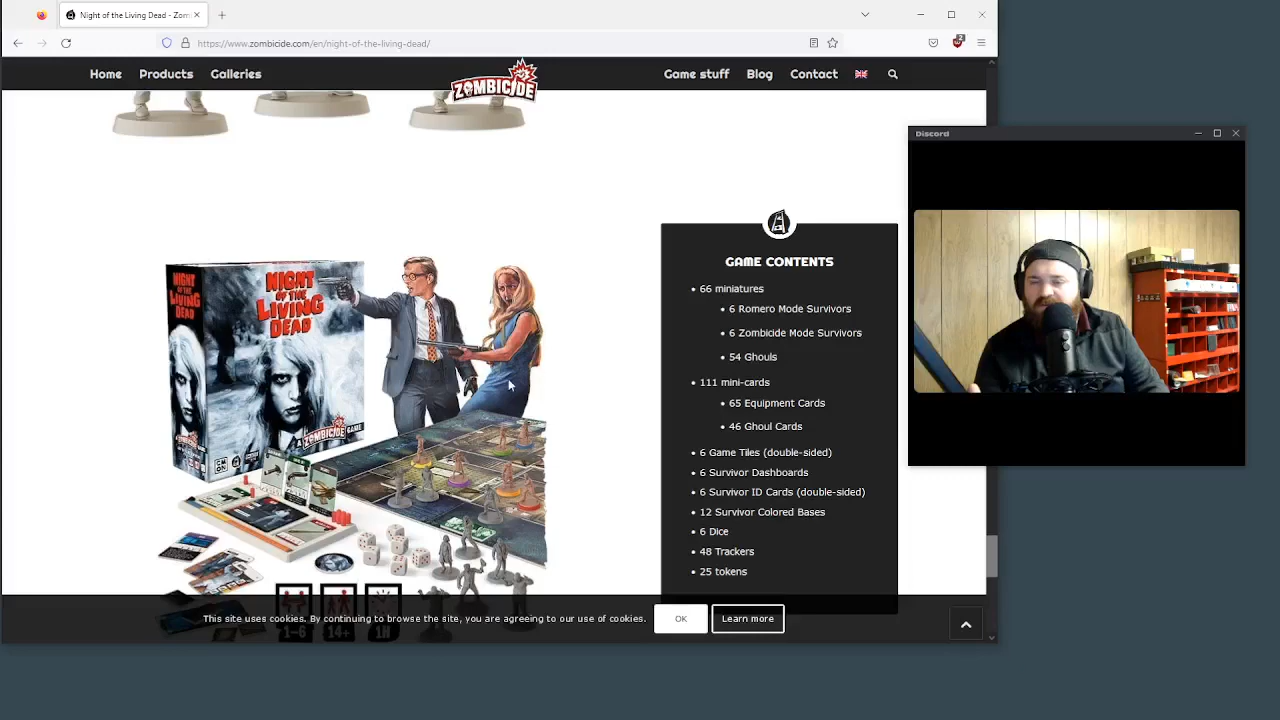 Night of the Living Dead - Zom
https://www.zombicide.com/en/night-of-the-living-dead/
2
Home Products Galleries ZOMBICIDE Game stuff Blog Contact
Discord
GAME CONTENTS
66 miniatures
6 Romero Mode Survivors
6 Zombicide Mode Survivors
54 Ghouls
111 mini-cards
65 Equipment Cards
46 Ghoul Cards
6 Game Tiles (double-sided)
6 Survivor Dashboards
6 Survivor ID Cards (double-sided)
12 Survivor Colored Bases
6 Dice
48 Trackers
25 tokens
NIGHT
OF THE
LIVING
DEAD
NIGHT
OF THE
LIVING
DEAD
A ZOMBICIDE GAME
1-6 14+ 1H
This site uses cookies. By continuing to browse the site, you are agreeing to our use of cookies. OK Learn more